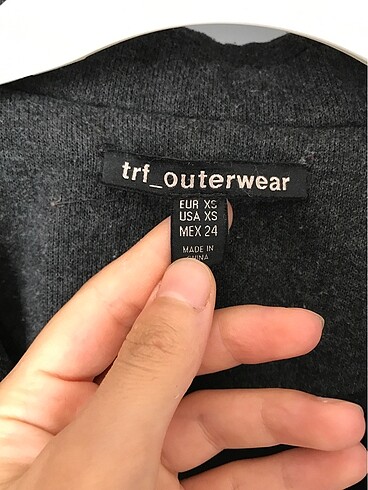 trf_outerwear
EUR XS
USA XS
MEX 24
MADE IN
CHINA